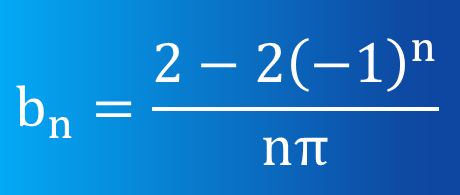 bₙ = (2 − 2(−1)ⁿ) / (nπ)